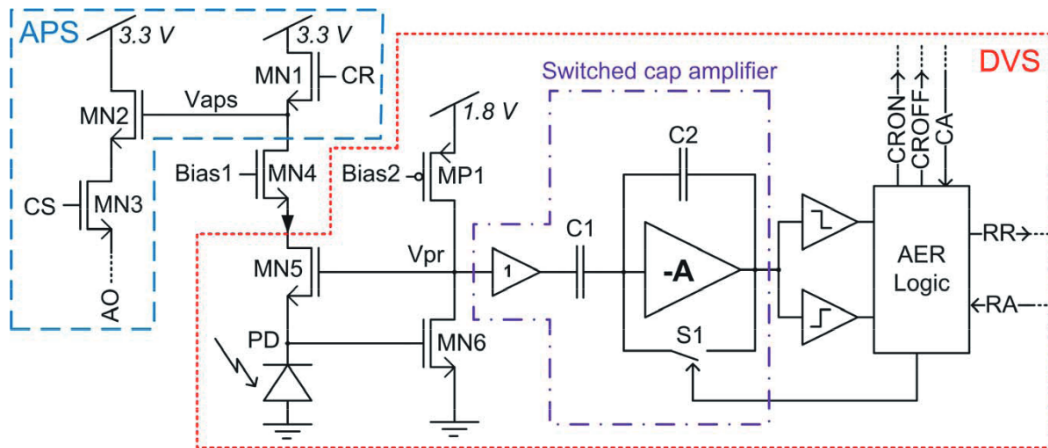 APS
3.3 V
3.3 V
DVS
MN1
CR
Switched cap amplifier
CRON
CROFF
CA
MN2
Vaps
1.8 V
C2
Bias1
MN4
Bias2
MP1
CS
MN3
C1
Vpr
MN5
1
-A
AER
Logic
RR
RA
AO
PD
MN6
S1